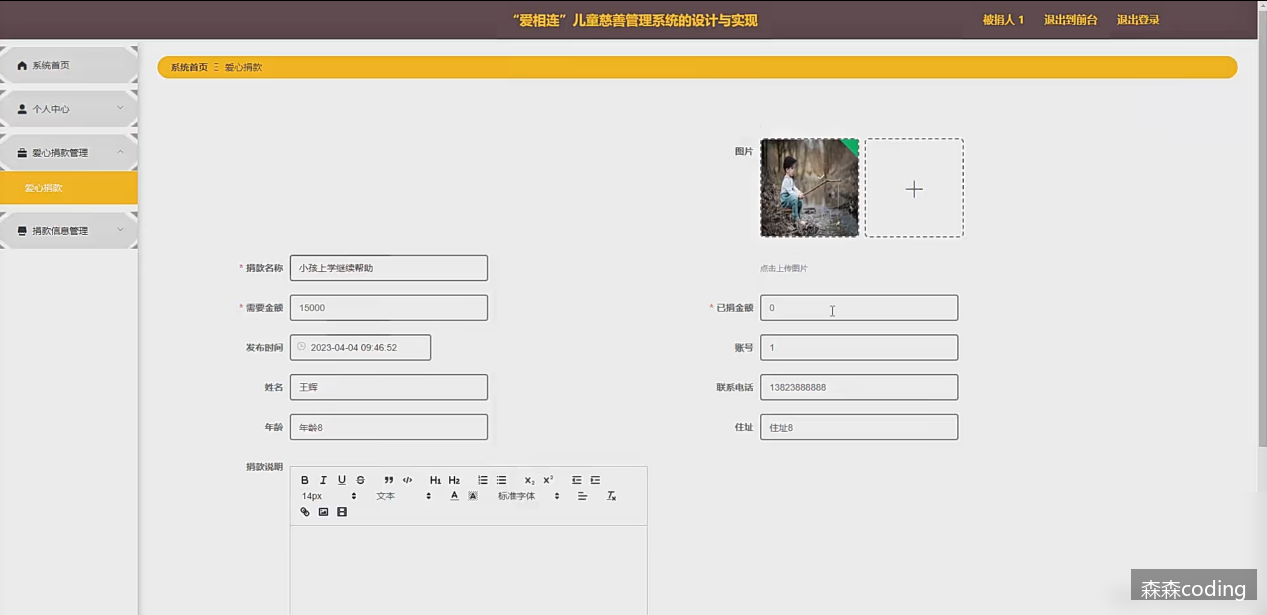 “爱相连”儿童慈善管理系统的设计与实现
被捐人 1 退出到前台 退出登录
系统首页
个人中心
爱心捐款管理
爱心捐款
捐款信息管理
系统首页 Ξ 爱心捐款
图片
点击上传图片
* 捐款名称 小孩上学继续帮助
* 需要金额 15000
* 已捐金额 0
发布时间 2023-04-04 09:46:52
账号 1
姓名 王辉
联系电话 13823888888
年龄 年龄8
住址 住址8
捐款说明
B I U S ” </> H1 H2 X₂ X²
14px 文本 A A 标准字体 Tx
森森coding